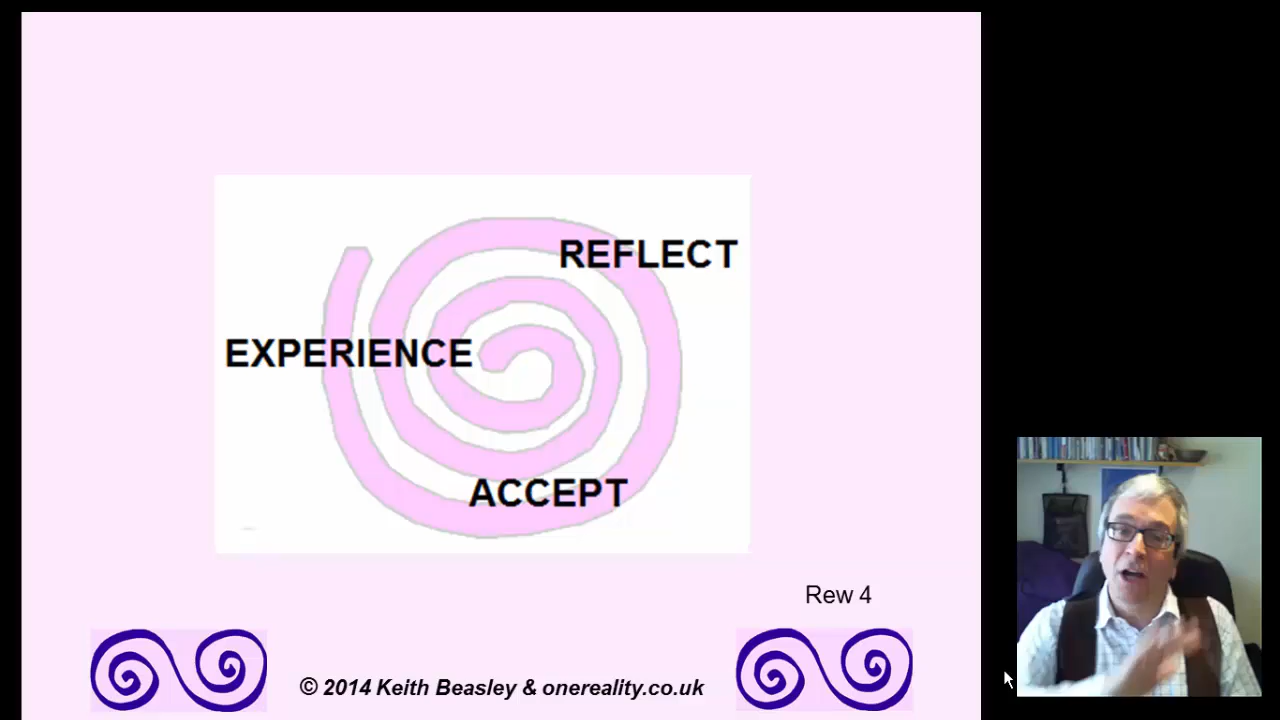 REFLECT
EXPERIENCE
ACCEPT
Rew 4
© 2014 Keith Beasley & onereality.co.uk